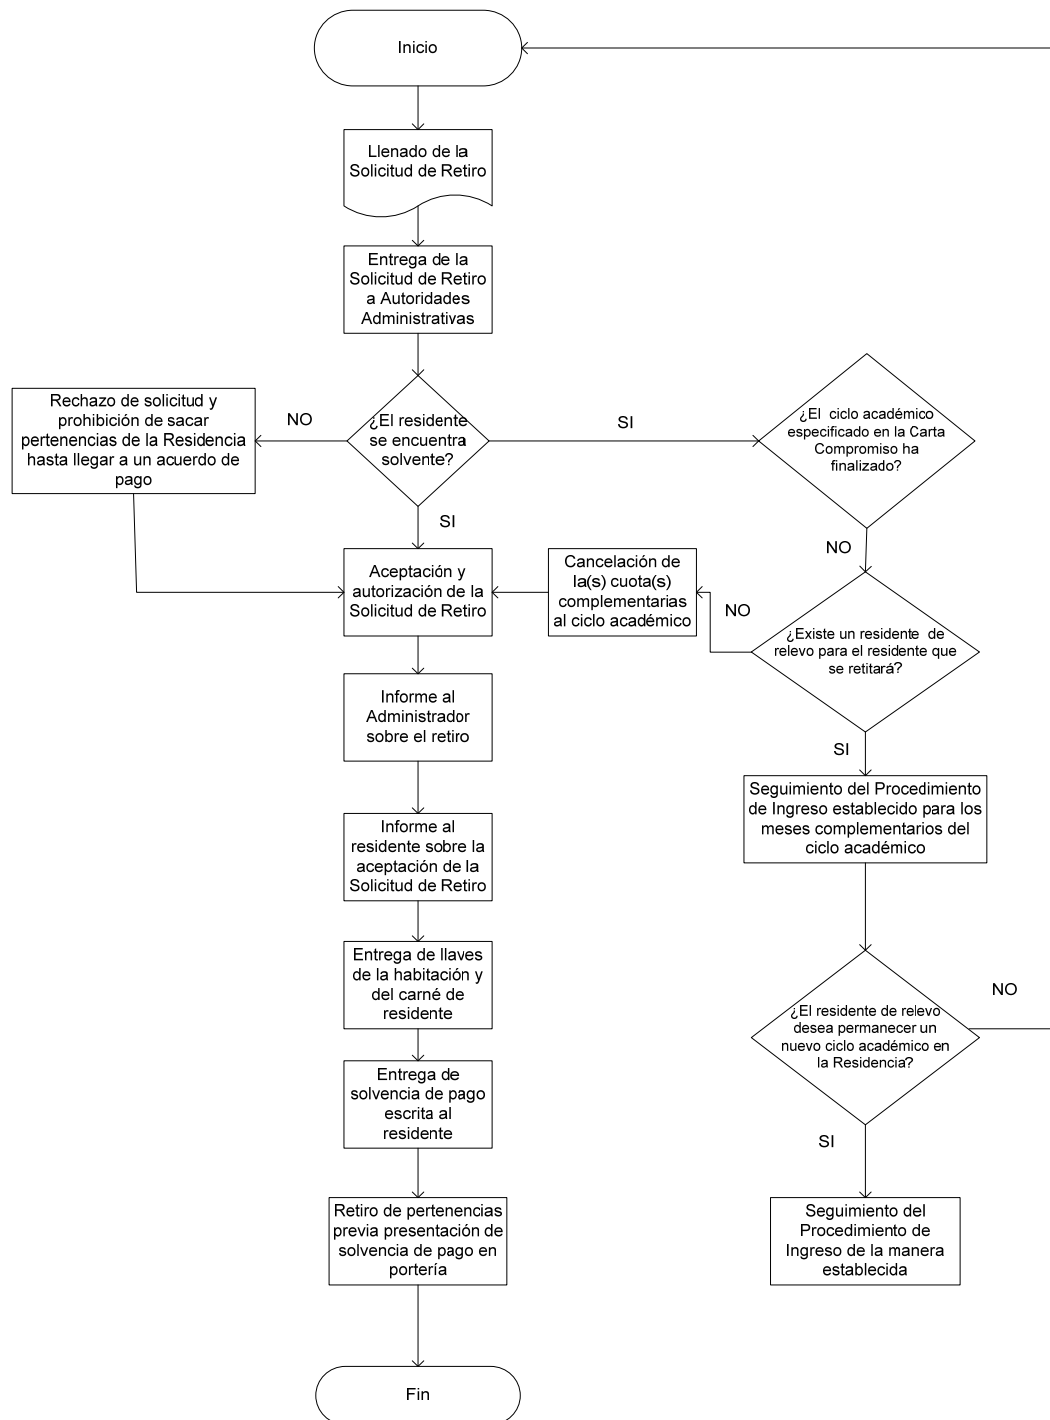 Inicio
Llenado de la
Solicitud de Retiro
Entrega de la
Solicitud de Retiro
a Autoridades
Administrativas
¿El residente
se encuentra
solvente?
NO
Rechazo de solicitud y
prohibición de sacar
pertenencias de la Residencia
hasta llegar a un acuerdo de
pago
SI
¿El ciclo académico
especificado en la Carta
Compromiso ha
finalizado?
SI
NO
Aceptación y
autorización de la
Solicitud de Retiro
Cancelación de
la(s) cuota(s)
complementarias
al ciclo académico
NO
¿Existe un residente de
relevo para el residente que
se retitará?
Informe al
Administrador
sobre el retiro
SI
Seguimiento del Procedimiento
de Ingreso establecido para los
meses complementarios del
ciclo académico
Informe al
residente sobre la
aceptación de la
Solicitud de Retiro
Entrega de llaves
de la habitación y
del carné de
residente
¿El residente de relevo
desea permanecer un
nuevo ciclo académico en
la Residencia?
NO
Entrega de
solvencia de pago
escrita al
residente
SI
Retiro de pertenencias
previa presentación de
solvencia de pago en
portería
Seguimiento del
Procedimiento de
Ingreso de la manera
establecida
Fin